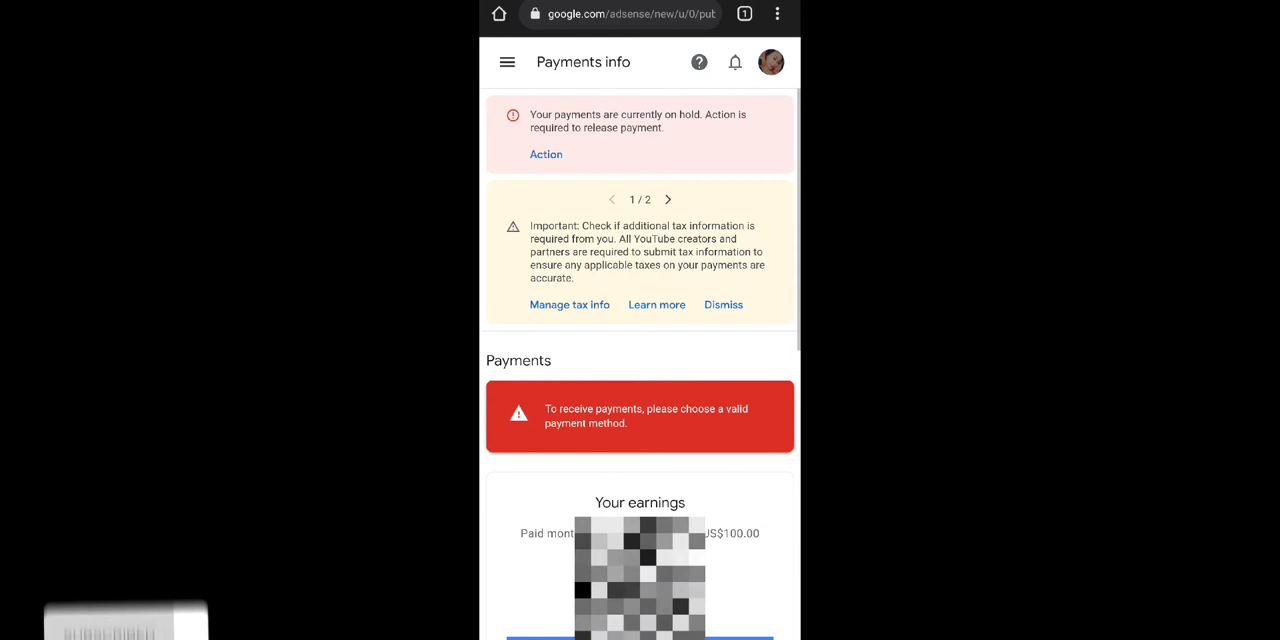 google.com/adsense/new/u/0/put
1
Payments info
Your payments are currently on hold. Action is
required to release payment.
Action
1 / 2
Important: Check if additional tax information is
required from you. All YouTube creators and
partners are required to submit tax information to
ensure any applicable taxes on your payments are
accurate.
Manage tax info Learn more Dismiss
Payments
To receive payments, please choose a valid
payment method.
Your earnings
Paid mont US$100.00